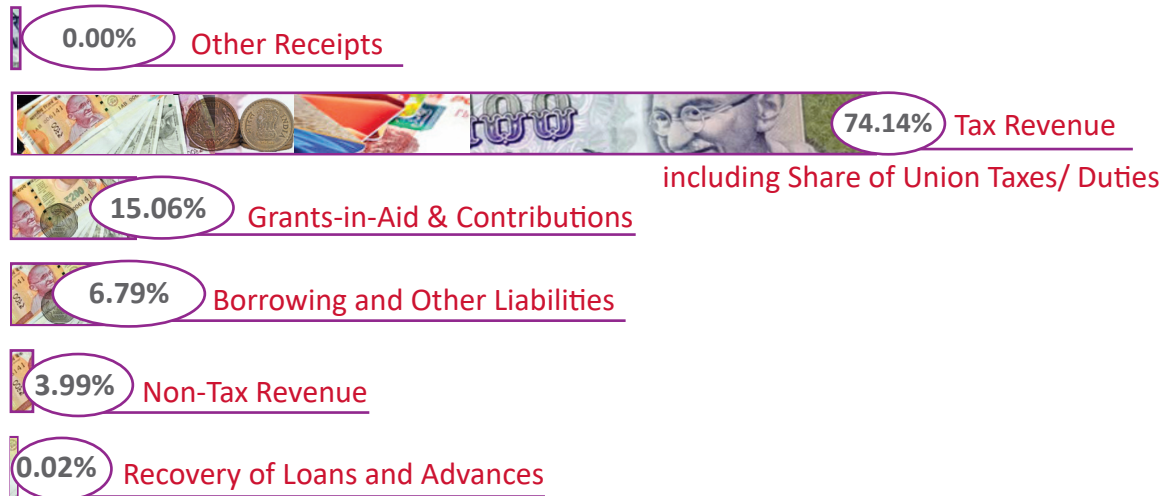 0.00% Other Receipts
74.14% Tax Revenue
including Share of Union Taxes/ Duties
15.06% Grants-in-Aid & Contributions
6.79% Borrowing and Other Liabilities
3.99% Non-Tax Revenue
0.02% Recovery of Loans and Advances